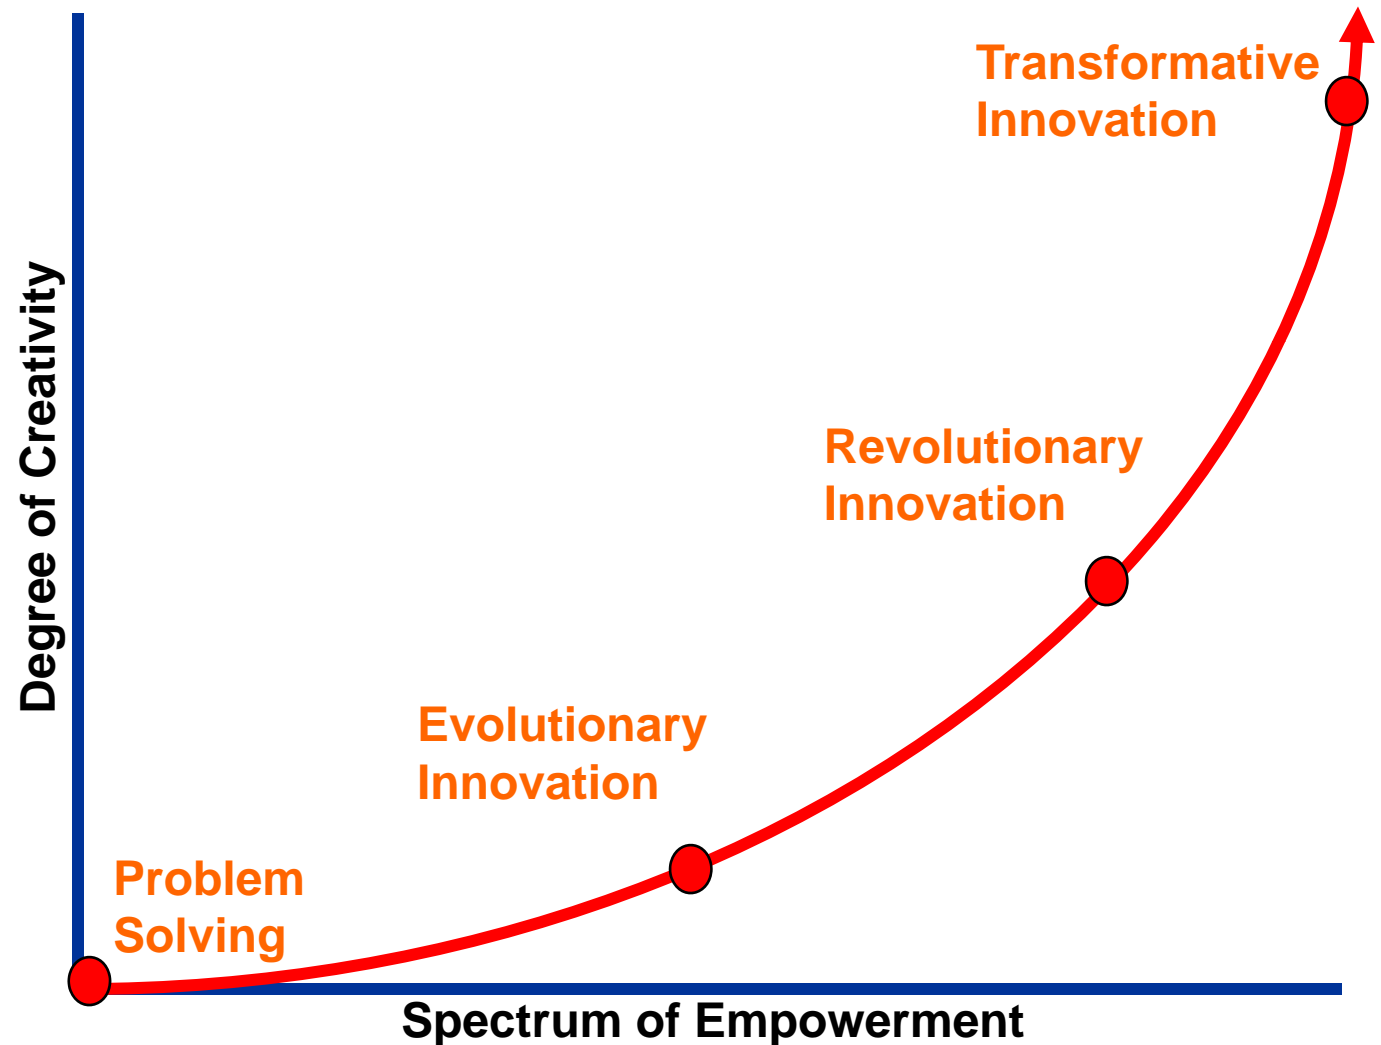 Transformative
Innovation
Revolutionary
Innovation
Evolutionary
Innovation
Problem
Solving
Degree of Creativity
Spectrum of Empowerment